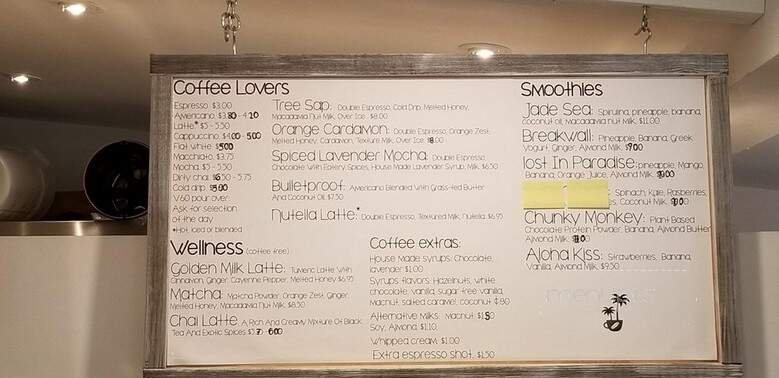 Coffee Lovers
Espresso $3.00
Americano $3.80 - 4.20
Latte* $5 - 5.50
Cappuccino $4.00 - 5.00
Flat white $5.00
Macchiato $3.75
Mocha $5 - 5.50
Dirty chai $6.50 - 5.75
Cold drip $5.00
V60 pour over:
Ask for selection
of the day
*Hot, iced or blended
Tree Sap: Double Espresso, Cold Drip, Melted Honey,
Macadamia Nut Milk, Over Ice $8.00
Orange Cardamon: Double Espresso, Orange Zest,
Melted Honey, Cardamon, Texture Milk, Over Ice
Spiced Lavender Mocha: Double Espresso,
Chocolate With Eatery Spices, House Made Lavender Syrup, Milk $6.50
Bulletproof: Americano Blended With Grass-fed Butter
And Coconut Oil $7.50
Nutella Latte: Double Espresso, Textured Milk, Nutella $6.95
Wellness (coffee free)
Golden Milk Latte: Tumeric Latte With
Cinnamon, Ginger, Cayenne Pepper, Melted Honey $6.95
Matcha: Matcha Powder, Orange Zest, Ginger,
Melted Honey, Macadamia Nut Milk $8.50
Chai Latte: A Rich And Creamy Mixture Of Black
Tea And Exotic Spices - 6.00
Coffee extras:
House Made syrups: Chocolate,
lavender $1.00
Syrups flavors: Hazelnuts, white
chocolate, vanilla, sugar free vanilla,
Macnut, salted caramel, coconut ¢80
Alternative Milks: Macnut $1.50
Soy, Almond $1.10
Whipped cream $1.00
Extra espresso shot $1.50
Smoothies
Jade Sea: Spirulina, pineapple, banana,
coconut oil, Macadamia nut Milk $11.00
Breakwall: Pineapple, Banana, Greek
Yogurt, Ginger, Almond Milk
lost In Paradise: pineapple, Mango,
Banana, Orange Juice, Almond Milk
Spinach, Kale, Rasberries,
Coconut Milk
Chunky Monkey: Plant Based
Chocolate Protein Powder, Banana, Almond Butter
Almond Milk
Aloha Kiss: Strawberries, Banana,
Vanilla, Almond Milk $9.50